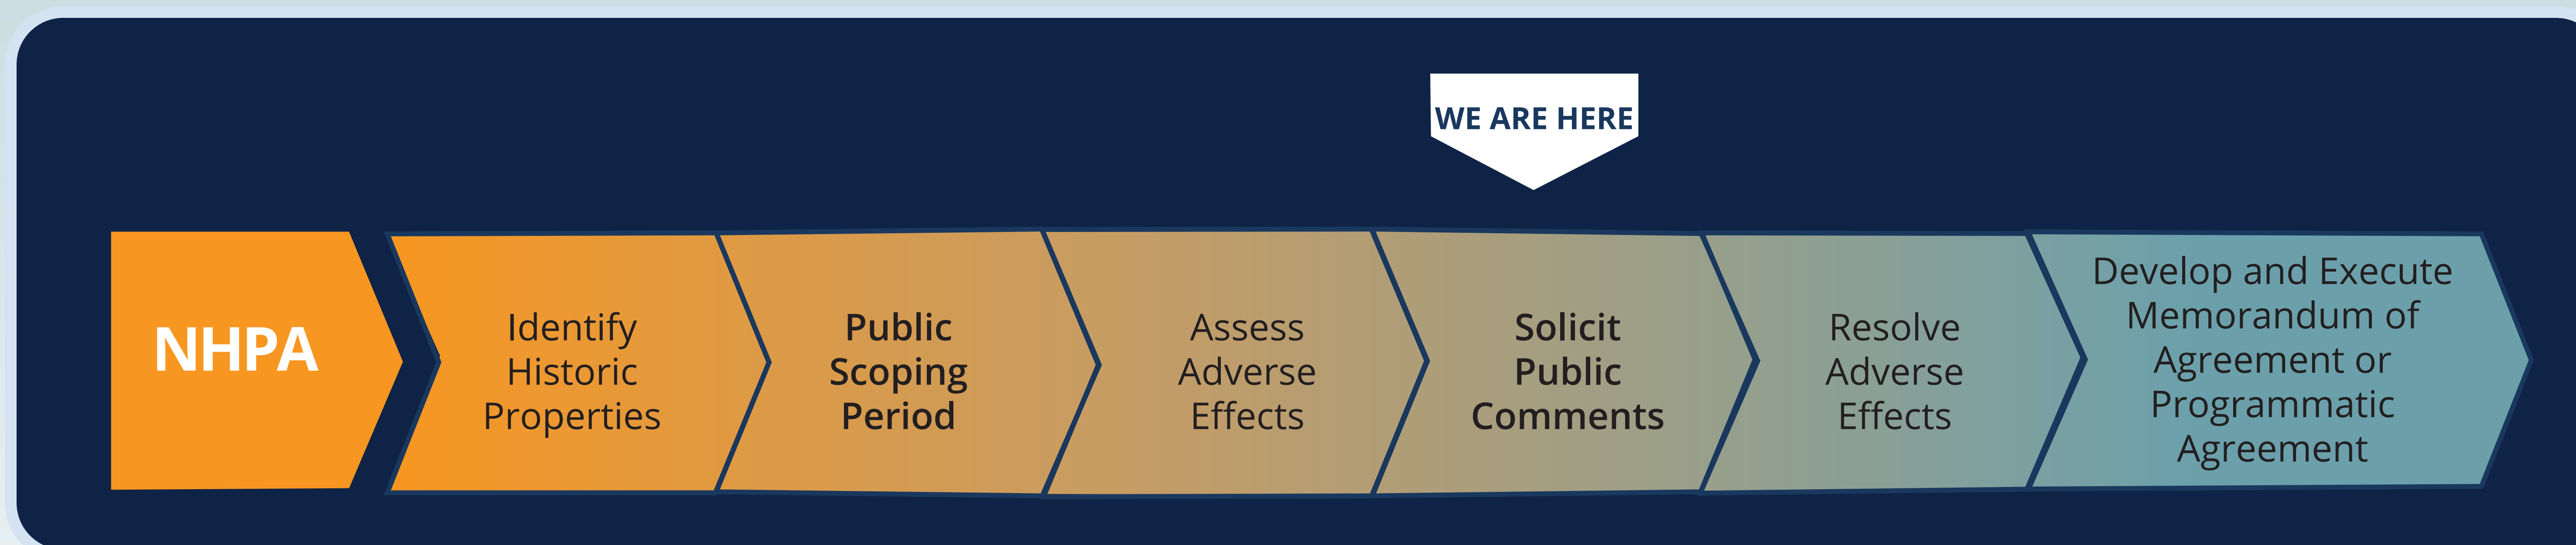 WE ARE HERE
NHPA
Identify
Historic
Properties
Public
Scoping
Period
Assess
Adverse
Effects
Solicit
Public
Comments
Resolve
Adverse
Effects
Develop and Execute
Memorandum of
Agreement or
Programmatic
Agreement